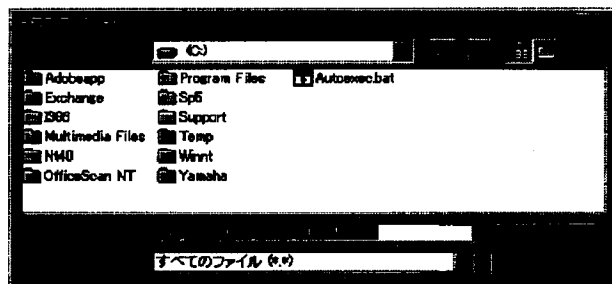 (C:)
Adobeapp Program Files Autoexec.bat
Exchange Sp6
I386 Support
Multimedia Files Temp
Nt40 Winnt
OfficeScan NT Yamaha
すべてのファイル (*.*)